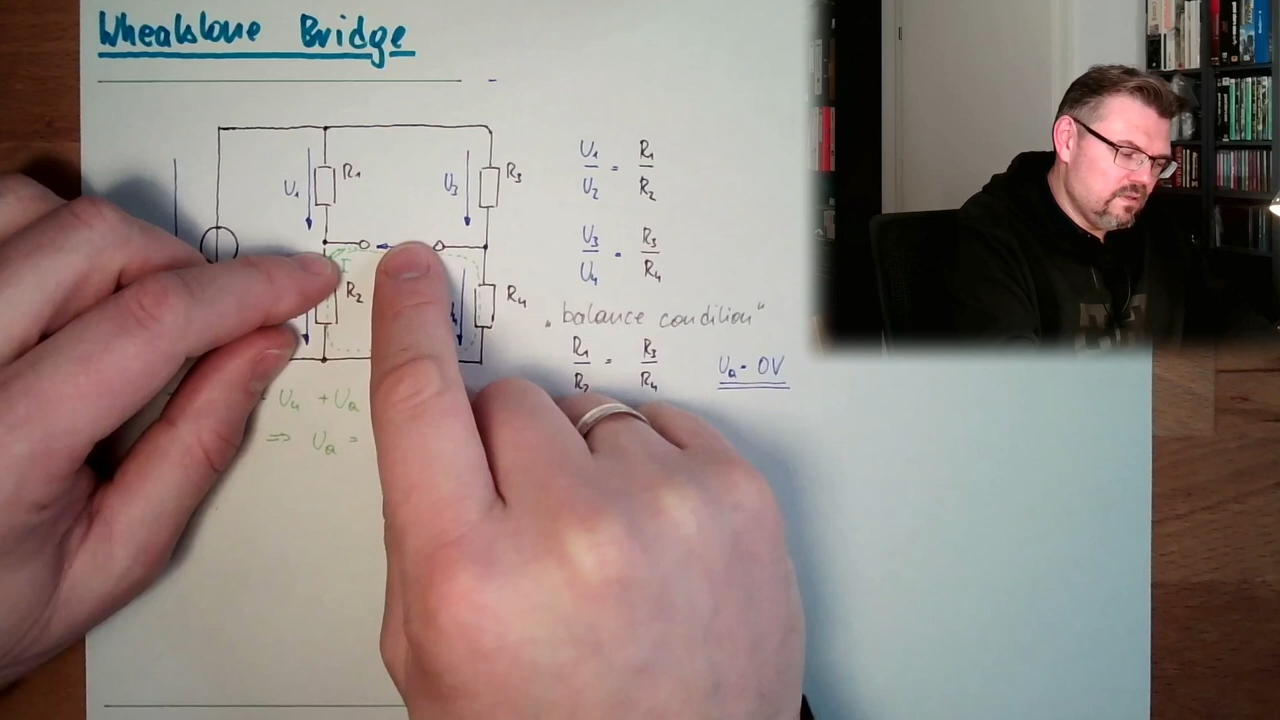 Wheatstone Bridge
U1 R1
U3 R3
U1/U2 = R1/R2
I
R2
R4
U3/U4 = R3/R4
„balance condition"
R1/R2 = R3/R4
Ua = 0V
U4 + Ua
⇒ Ua =